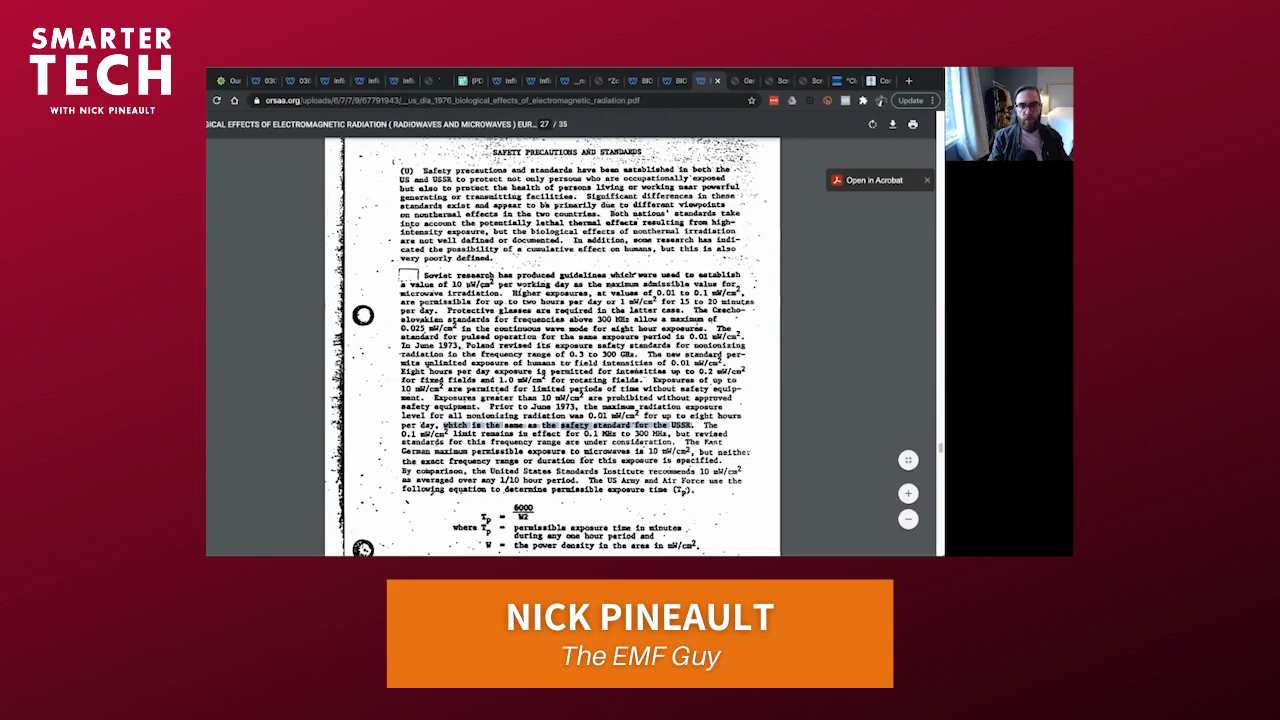 SMARTER
TECH
WITH NICK PINEAULT
Our
030
030
Infl
Infl
Infl
(PD
Infl
Infl
__n
"Zo
BIO
BIO
Ger
Scr
Scr
"Cl
Cor
orsaa.org/uploads/6/7/7/9/67791943/__us_dia_1976_biological_effects_of_electromagnetic_radiation.pdf
Update
GICAL EFFECTS OF ELECTROMAGNETIC RADIATION ( RADIOWAVES AND MICROWAVES ) EUR... 27 / 35
Open in Acrobat
SAFETY PRECAUTIONS AND STANDARDS
(U) Safety precautions and standards have been established in both the
US and USSR to protect not only persons who are occupationally exposed
but also to protect the health of persons living or working near powerful
generating or transmitting facilities. Significant differences in these
standards exist and appear to be primarily due to different viewpoints
on nonthermal effects in the two countries. Both nations' standards take
into account the potentially lethal thermal effects resulting from high-
intensity exposure, but the biological effects of nonthermal irradiation
are not well defined or documented. In addition, some research has indi-
cated the possibility of a cumulative effect on humans, but this is also
very poorly defined.
Soviet research has produced guidelines which were used to establish
a value of 10 µW/cm² per working day as the maximum admissible value for
microwave irradiation. Higher exposures, at values of 0.01 to 0.1 mW/cm²,
are permissible for up to two hours per day or 1 mW/cm² for 15 to 20 minutes
per day. Protective glasses are required in the latter case. The Czecho-
slovakian standards for frequencies above 300 MHz allow a maximum of
0.025 mW/cm² in the continuous wave mode for eight hour exposures. The
standard for pulsed operation for the same exposure period is 0.01 mW/cm².
In June 1973, Poland revised its exposure safety standards for nonionizing
radiation in the frequency range of 0.3 to 300 GHz. The new standard per-
mits unlimited exposure of humans to field intensities of 0.01 mW/cm².
Eight hours per day exposure is permitted for intensities up to 0.2 mW/cm²
for fixed fields and 1.0 mW/cm² for rotating fields. Exposures of up to
10 mW/cm² are permitted for limited periods of time without safety equip-
ment. Exposures greater than 10 mW/cm² are prohibited without approved
safety equipment. Prior to June 1973, the maximum radiation exposure
level for all nonionizing radiation was 0.01 mW/cm² for up to eight hours
per day, which is the same as the safety standard for the USSR. The
0.1 mW/cm² limit remains in effect for 0.1 MHz to 300 MHz, but revised
standards for this frequency range are under consideration. The East
German maximum permissible exposure to microwaves is 10 mW/cm², but neither
the exact frequency range or duration for this exposure is specified.
By comparison, the United States Standards Institute recommends 10 mW/cm²
as averaged over any 1/10 hour period. The US Army and Air Force use the
following equation to determine permissible exposure time (Tp).
Tp = 6000
W2
where Tp = permissible exposure time in minutes
during any one hour period and
W = the power density in the area in mW/cm².
NICK PINEAULT
The EMF Guy